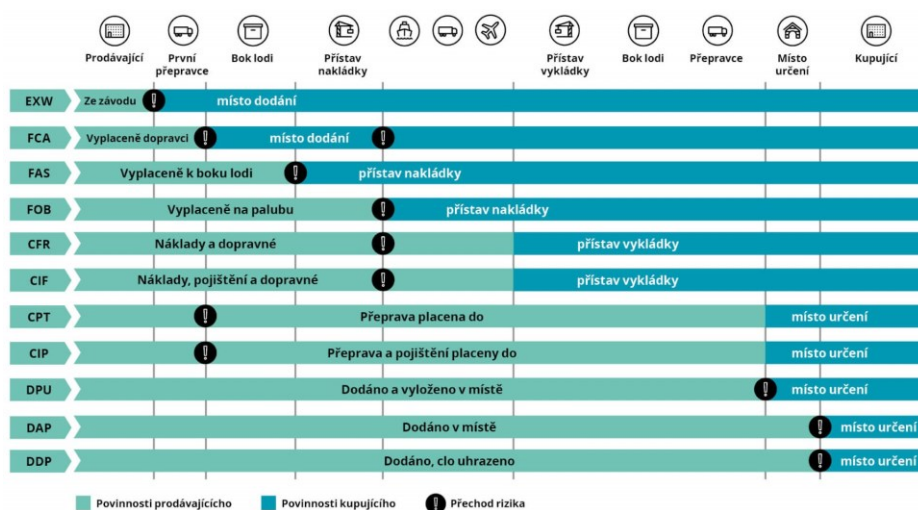 Prodávající
První přepravce
Bok lodi
Přístav nakládky
Přístav vykládky
Bok lodi
Přepravce
Místo určení
Kupující
EXW Ze závodu místo dodání
FCA Vyplaceně dopravci místo dodání
FAS Vyplaceně k boku lodi přístav nakládky
FOB Vyplaceně na palubu přístav nakládky
CFR Náklady a dopravné přístav vykládky
CIF Náklady, pojištění a dopravné přístav vykládky
CPT Přeprava placena do místo určení
CIP Přeprava a pojištění placeny do místo určení
DPU Dodáno a vyloženo v místě místo určení
DAP Dodáno v místě místo určení
DDP Dodáno, clo uhrazeno místo určení
Povinnosti prodávajícícho Povinnosti kupujícího Přechod rizika